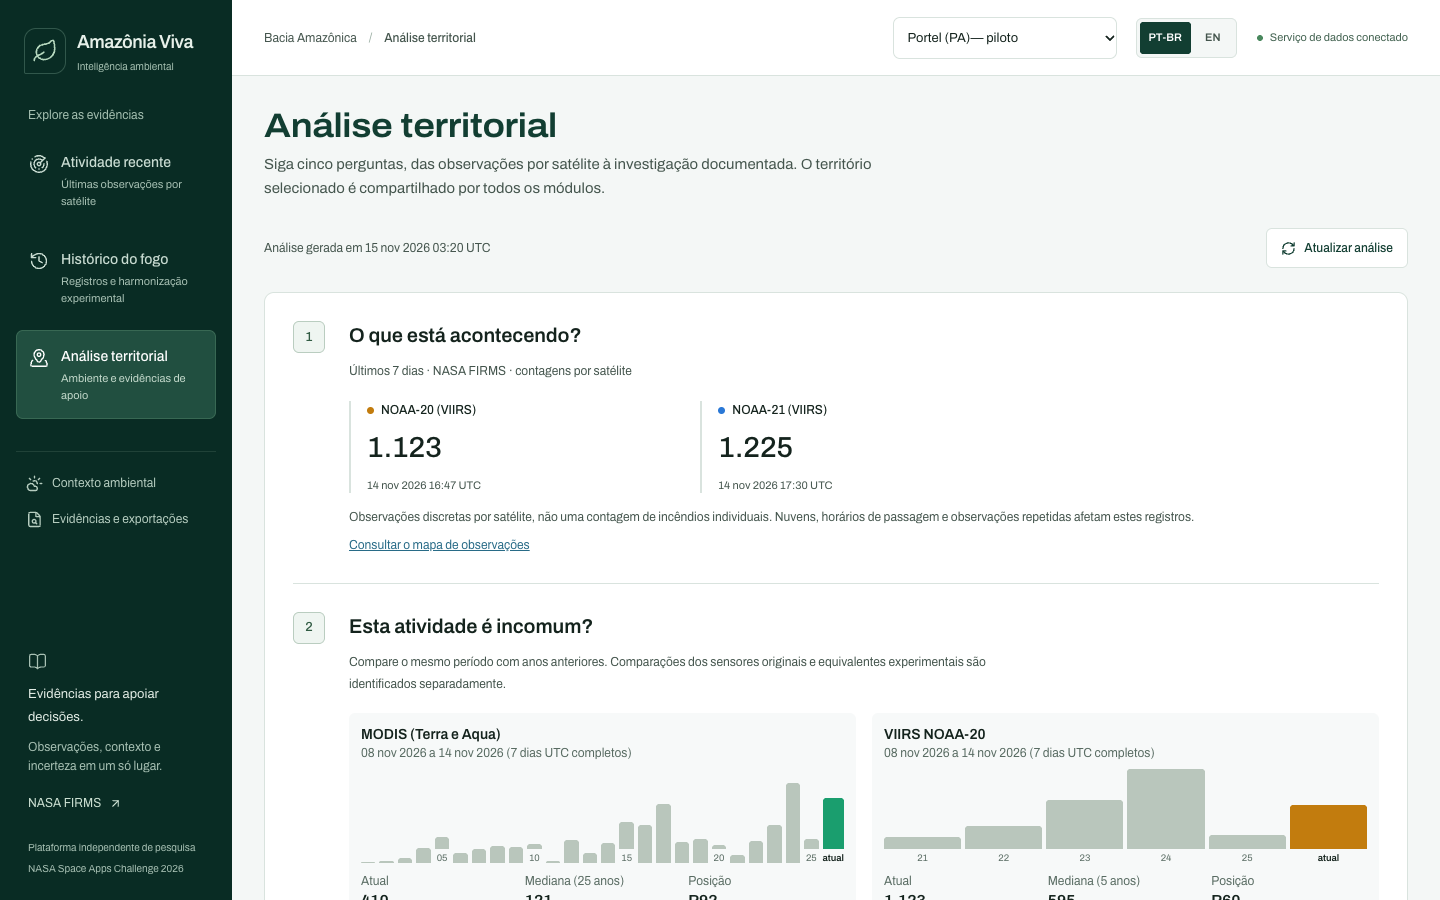 Amazônia Viva
Inteligência ambiental
Explore as evidências
Atividade recente
Últimas observações por
satélite
Histórico do fogo
Registros e harmonização
experimental
Análise territorial
Ambiente e evidências de
apoio
Contexto ambiental
Evidências e exportações
Evidências para apoiar
decisões.
Observações, contexto e
incerteza em um só lugar.
NASA FIRMS
Plataforma independente de pesquisa
NASA Space Apps Challenge 2026
Bacia Amazônica / Análise territorial
Portel (PA)— piloto
PT-BR EN
Serviço de dados conectado
Análise territorial
Siga cinco perguntas, das observações por satélite à investigação documentada. O território
selecionado é compartilhado por todos os módulos.
Análise gerada em 15 nov 2026 03:20 UTC
Atualizar análise
1 O que está acontecendo?
Últimos 7 dias · NASA FIRMS · contagens por satélite
NOAA-20 (VIIRS)
1.123
14 nov 2026 16:47 UTC
NOAA-21 (VIIRS)
1.225
14 nov 2026 17:30 UTC
Observações discretas por satélite, não uma contagem de incêndios individuais. Nuvens, horários de passagem e observações repetidas afetam estes registros.
Consultar o mapa de observações
2 Esta atividade é incomum?
Compare o mesmo período com anos anteriores. Comparações dos sensores originais e equivalentes experimentais são
identificados separadamente.
MODIS (Terra e Aqua)
08 nov 2026 a 14 nov 2026 (7 dias UTC completos)
05 10 15 20 25 atual
Atual Mediana (25 anos) Posição
410 121 P92
VIIRS NOAA-20
08 nov 2026 a 14 nov 2026 (7 dias UTC completos)
21 22 23 24 25 atual
Atual Mediana (5 anos) Posição
1.123 595 P60